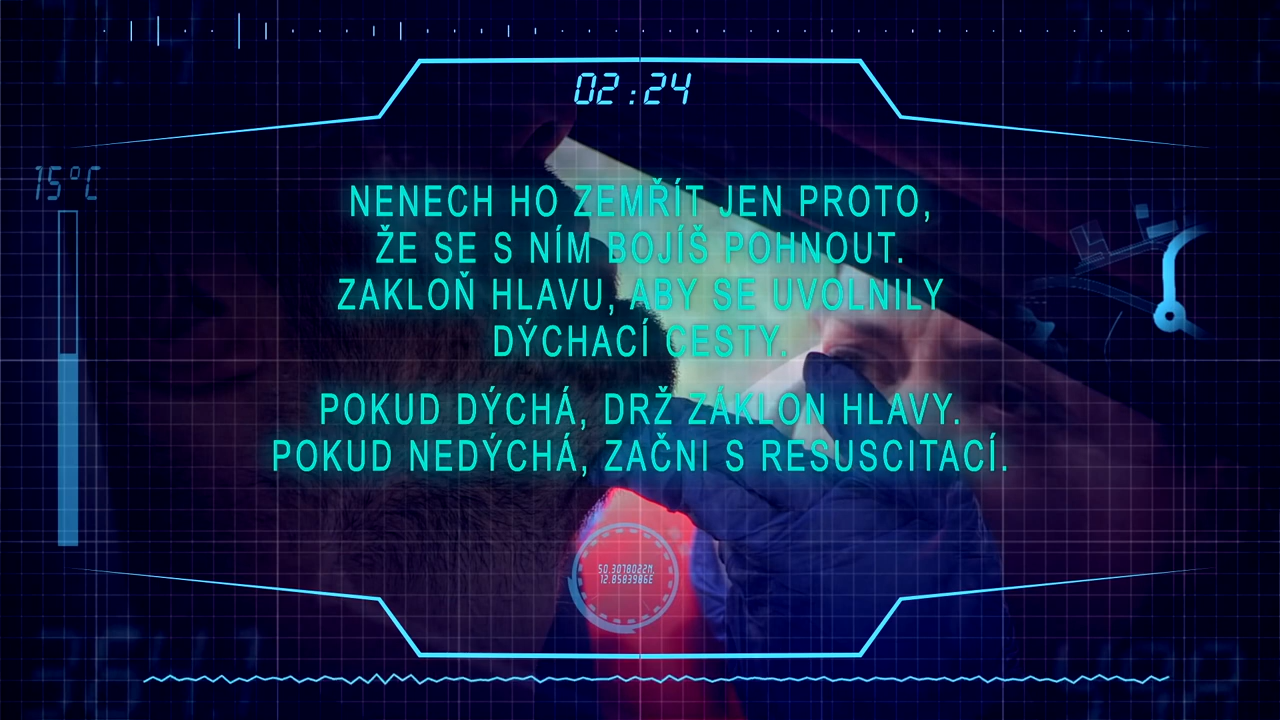 02:24
15°C
NENECH HO ZEMŘÍT JEN PROTO,
ŽE SE S NÍM BOJÍŠ POHNOUT.
ZAKLOŇ HLAVU, ABY SE UVOLNILY
DÝCHACÍ CESTY.
POKUD DÝCHÁ, DRŽ ZÁKLON HLAVY.
POKUD NEDÝCHÁ, ZAČNI S RESUSCITACÍ.
50.3078022N,
12.8583986E